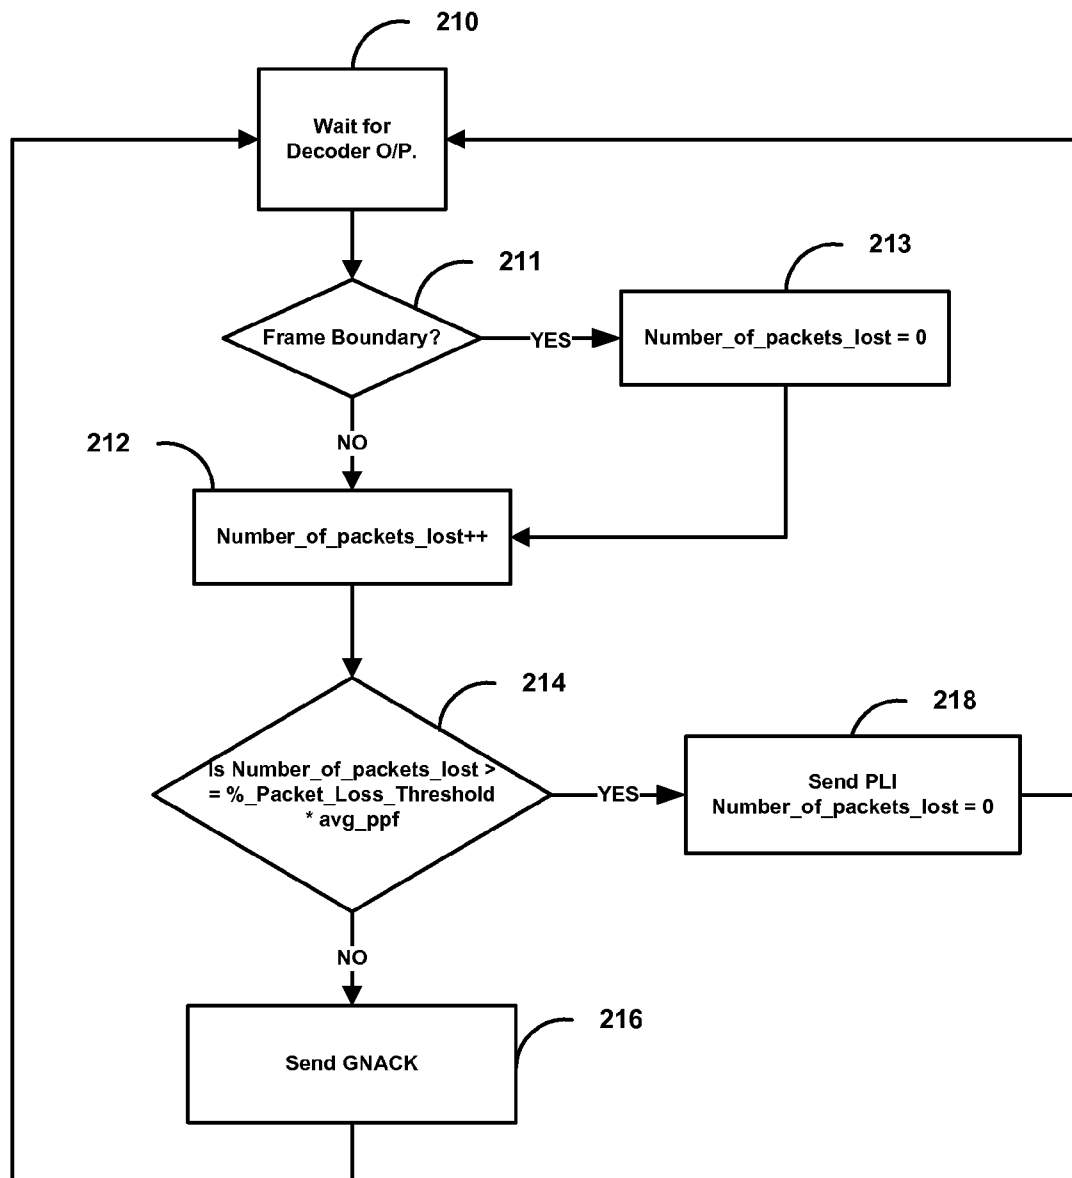 210
Wait for
Decoder O/P.
211
Frame Boundary?
YES
213
Number_of_packets_lost = 0
NO
212
Number_of_packets_lost++
214
Is Number_of_packets_lost >
= %_Packet_Loss_Threshold
* avg_ppf
YES
218
Send PLI
Number_of_packets_lost = 0
NO
216
Send GNACK